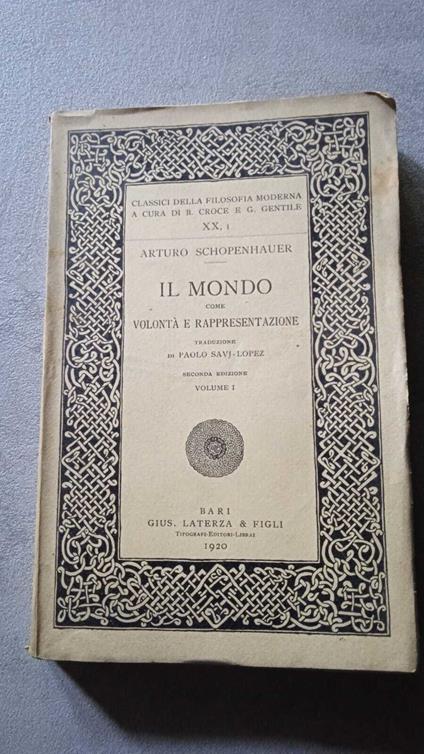 CLASSICI DELLA FILOSOFIA MODERNA
A CURA DI B. CROCE E G. GENTILE
XX, 1
ARTURO SCHOPENHAUER
IL MONDO
COME
VOLONTÀ E RAPPRESENTAZIONE
TRADUZIONE
DI PAOLO SAVJ-LOPEZ
SECONDA EDIZIONE
VOLUME I
BARI
GIUS. LATERZA & FIGLI
TIPOGRAFI-EDITORI-LIBRAI
1920